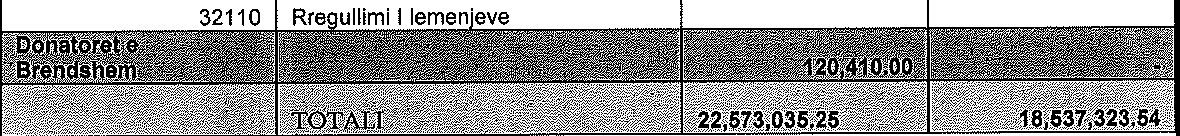 32110 Rregullimi I lemenjeve
Donatoret e
Brendshem 120,410.00 -
TOTALI 22,573,035.25 18,537,323.54